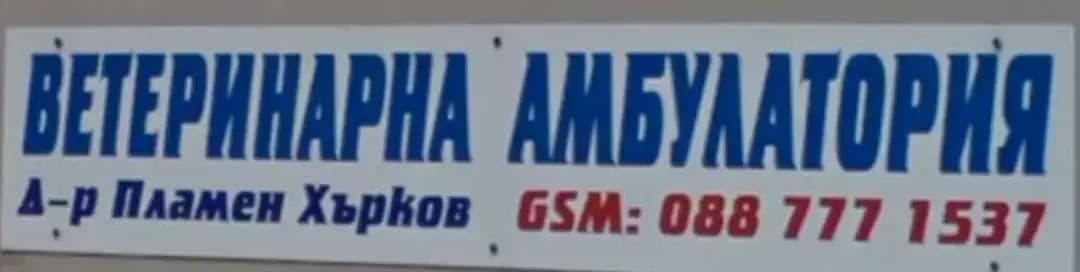 ВЕТЕРИНАРНА АМБУЛАТОРИЯ
Д-р Пламен Хърков GSM: 088 777 1537